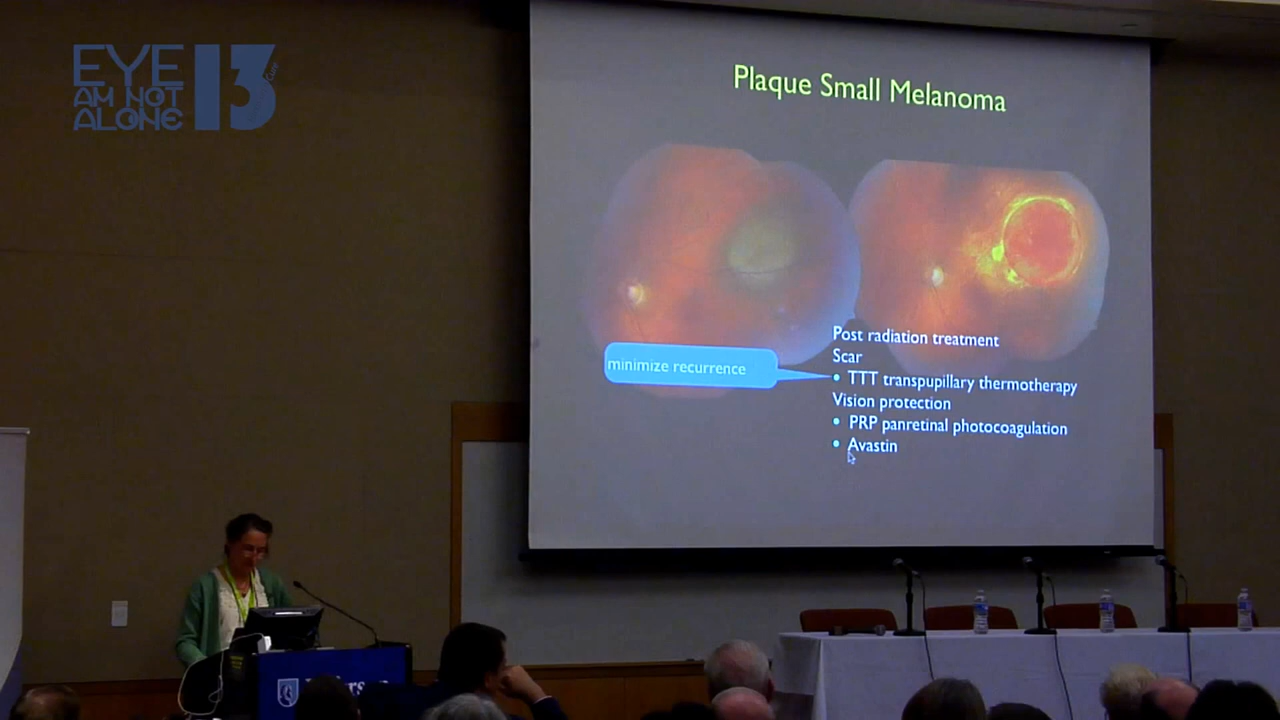 EYE
AM NOT
ALONE
13
Plaque Small Melanoma
minimize recurrence
Post radiation treatment
Scar
• TTT transpupillary thermotherapy
Vision protection
• PRP panretinal photocoagulation
• Avastin